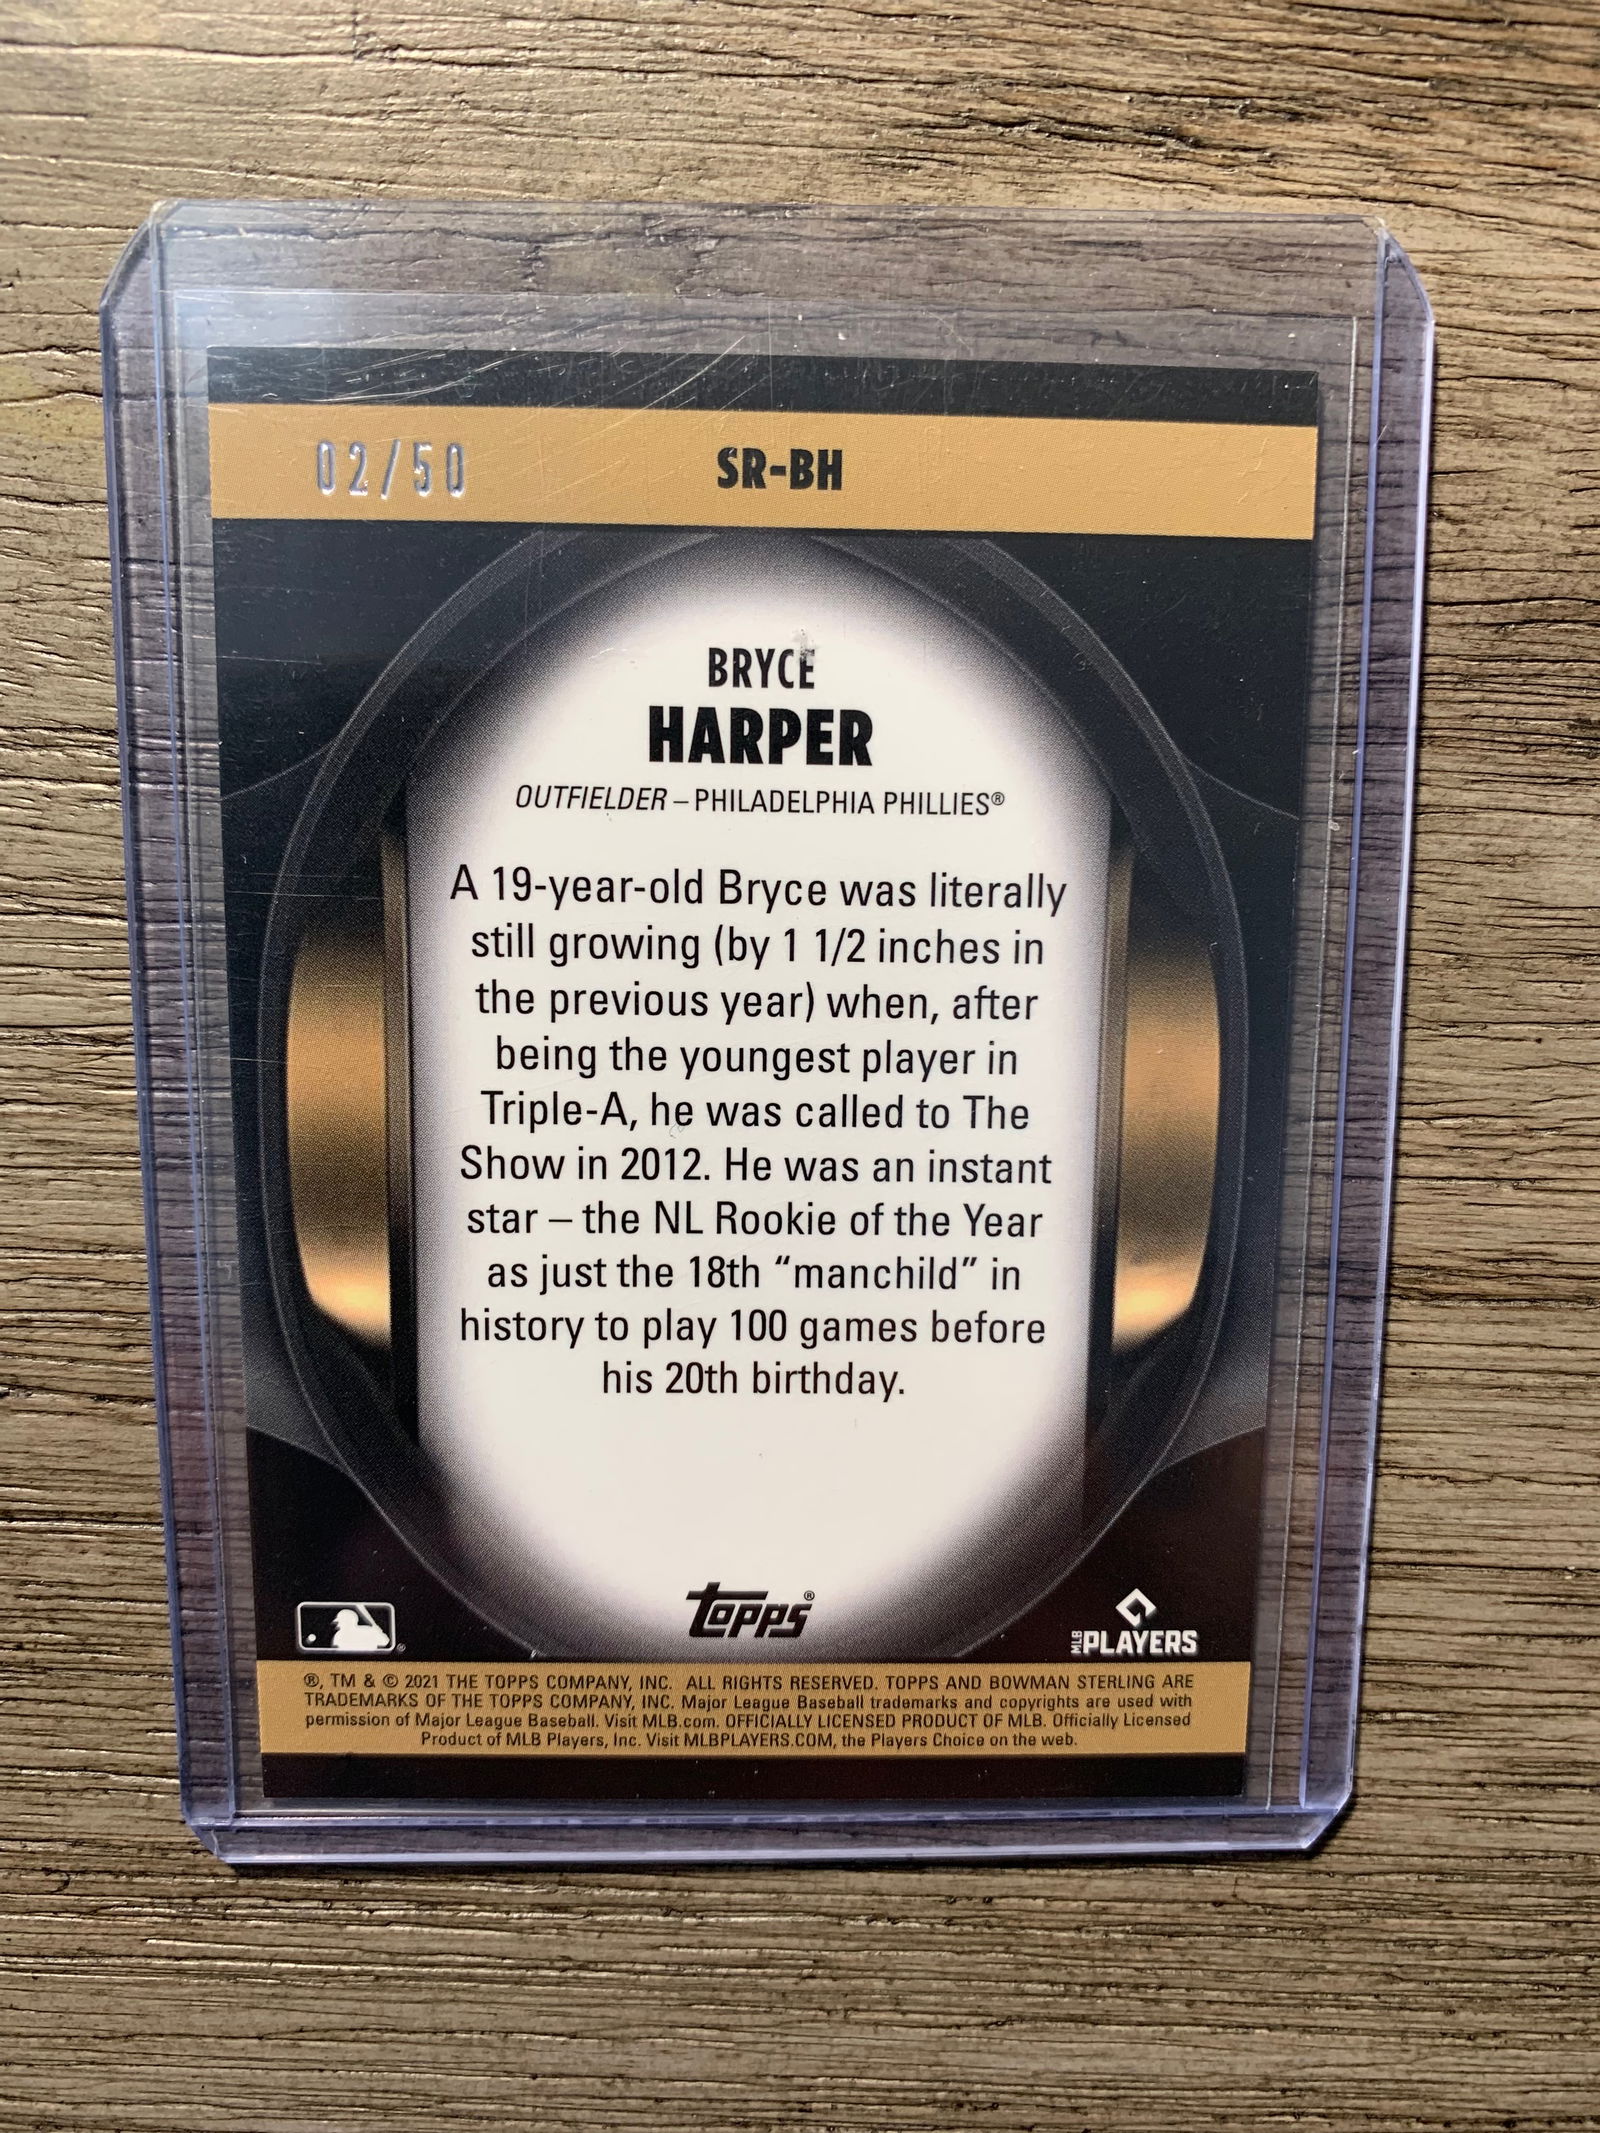 02/50
SR-BH
BRYCE
HARPER
OUTFIELDER – PHILADELPHIA PHILLIES®
A 19-year-old Bryce was literally
still growing (by 1 1/2 inches in
the previous year) when, after
being the youngest player in
Triple-A, he was called to The
Show in 2012. He was an instant
star – the NL Rookie of the Year
as just the 18th “manchild” in
history to play 100 games before
his 20th birthday.
topps®
®
MLB PLAYERS
®, TM & © 2021 THE TOPPS COMPANY, INC. ALL RIGHTS RESERVED. TOPPS AND BOWMAN STERLING ARE
TRADEMARKS OF THE TOPPS COMPANY, INC. Major League Baseball trademarks and copyrights are used with
permission of Major League Baseball. Visit MLB.com. OFFICIALLY LICENSED PRODUCT OF MLB. Officially Licensed
Product of MLB Players, Inc. Visit MLBPLAYERS.COM, the Players Choice on the web.